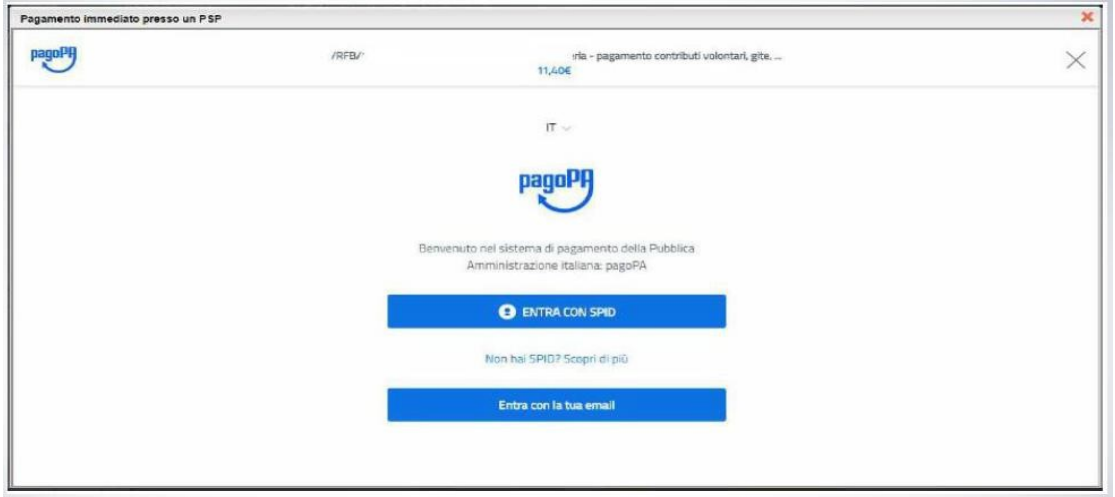 Pagamento immediato presso un PSP
pagoPA
/RFB/'
ria - pagamento contributi volontari, gite, ...
11,40€
IT
pagoPA
Benvenuto nel sistema di pagamento della Pubblica
Amministrazione italiana: pagoPA
ENTRA CON SPID
Non hai SPID? Scopri di più
Entra con la tua email